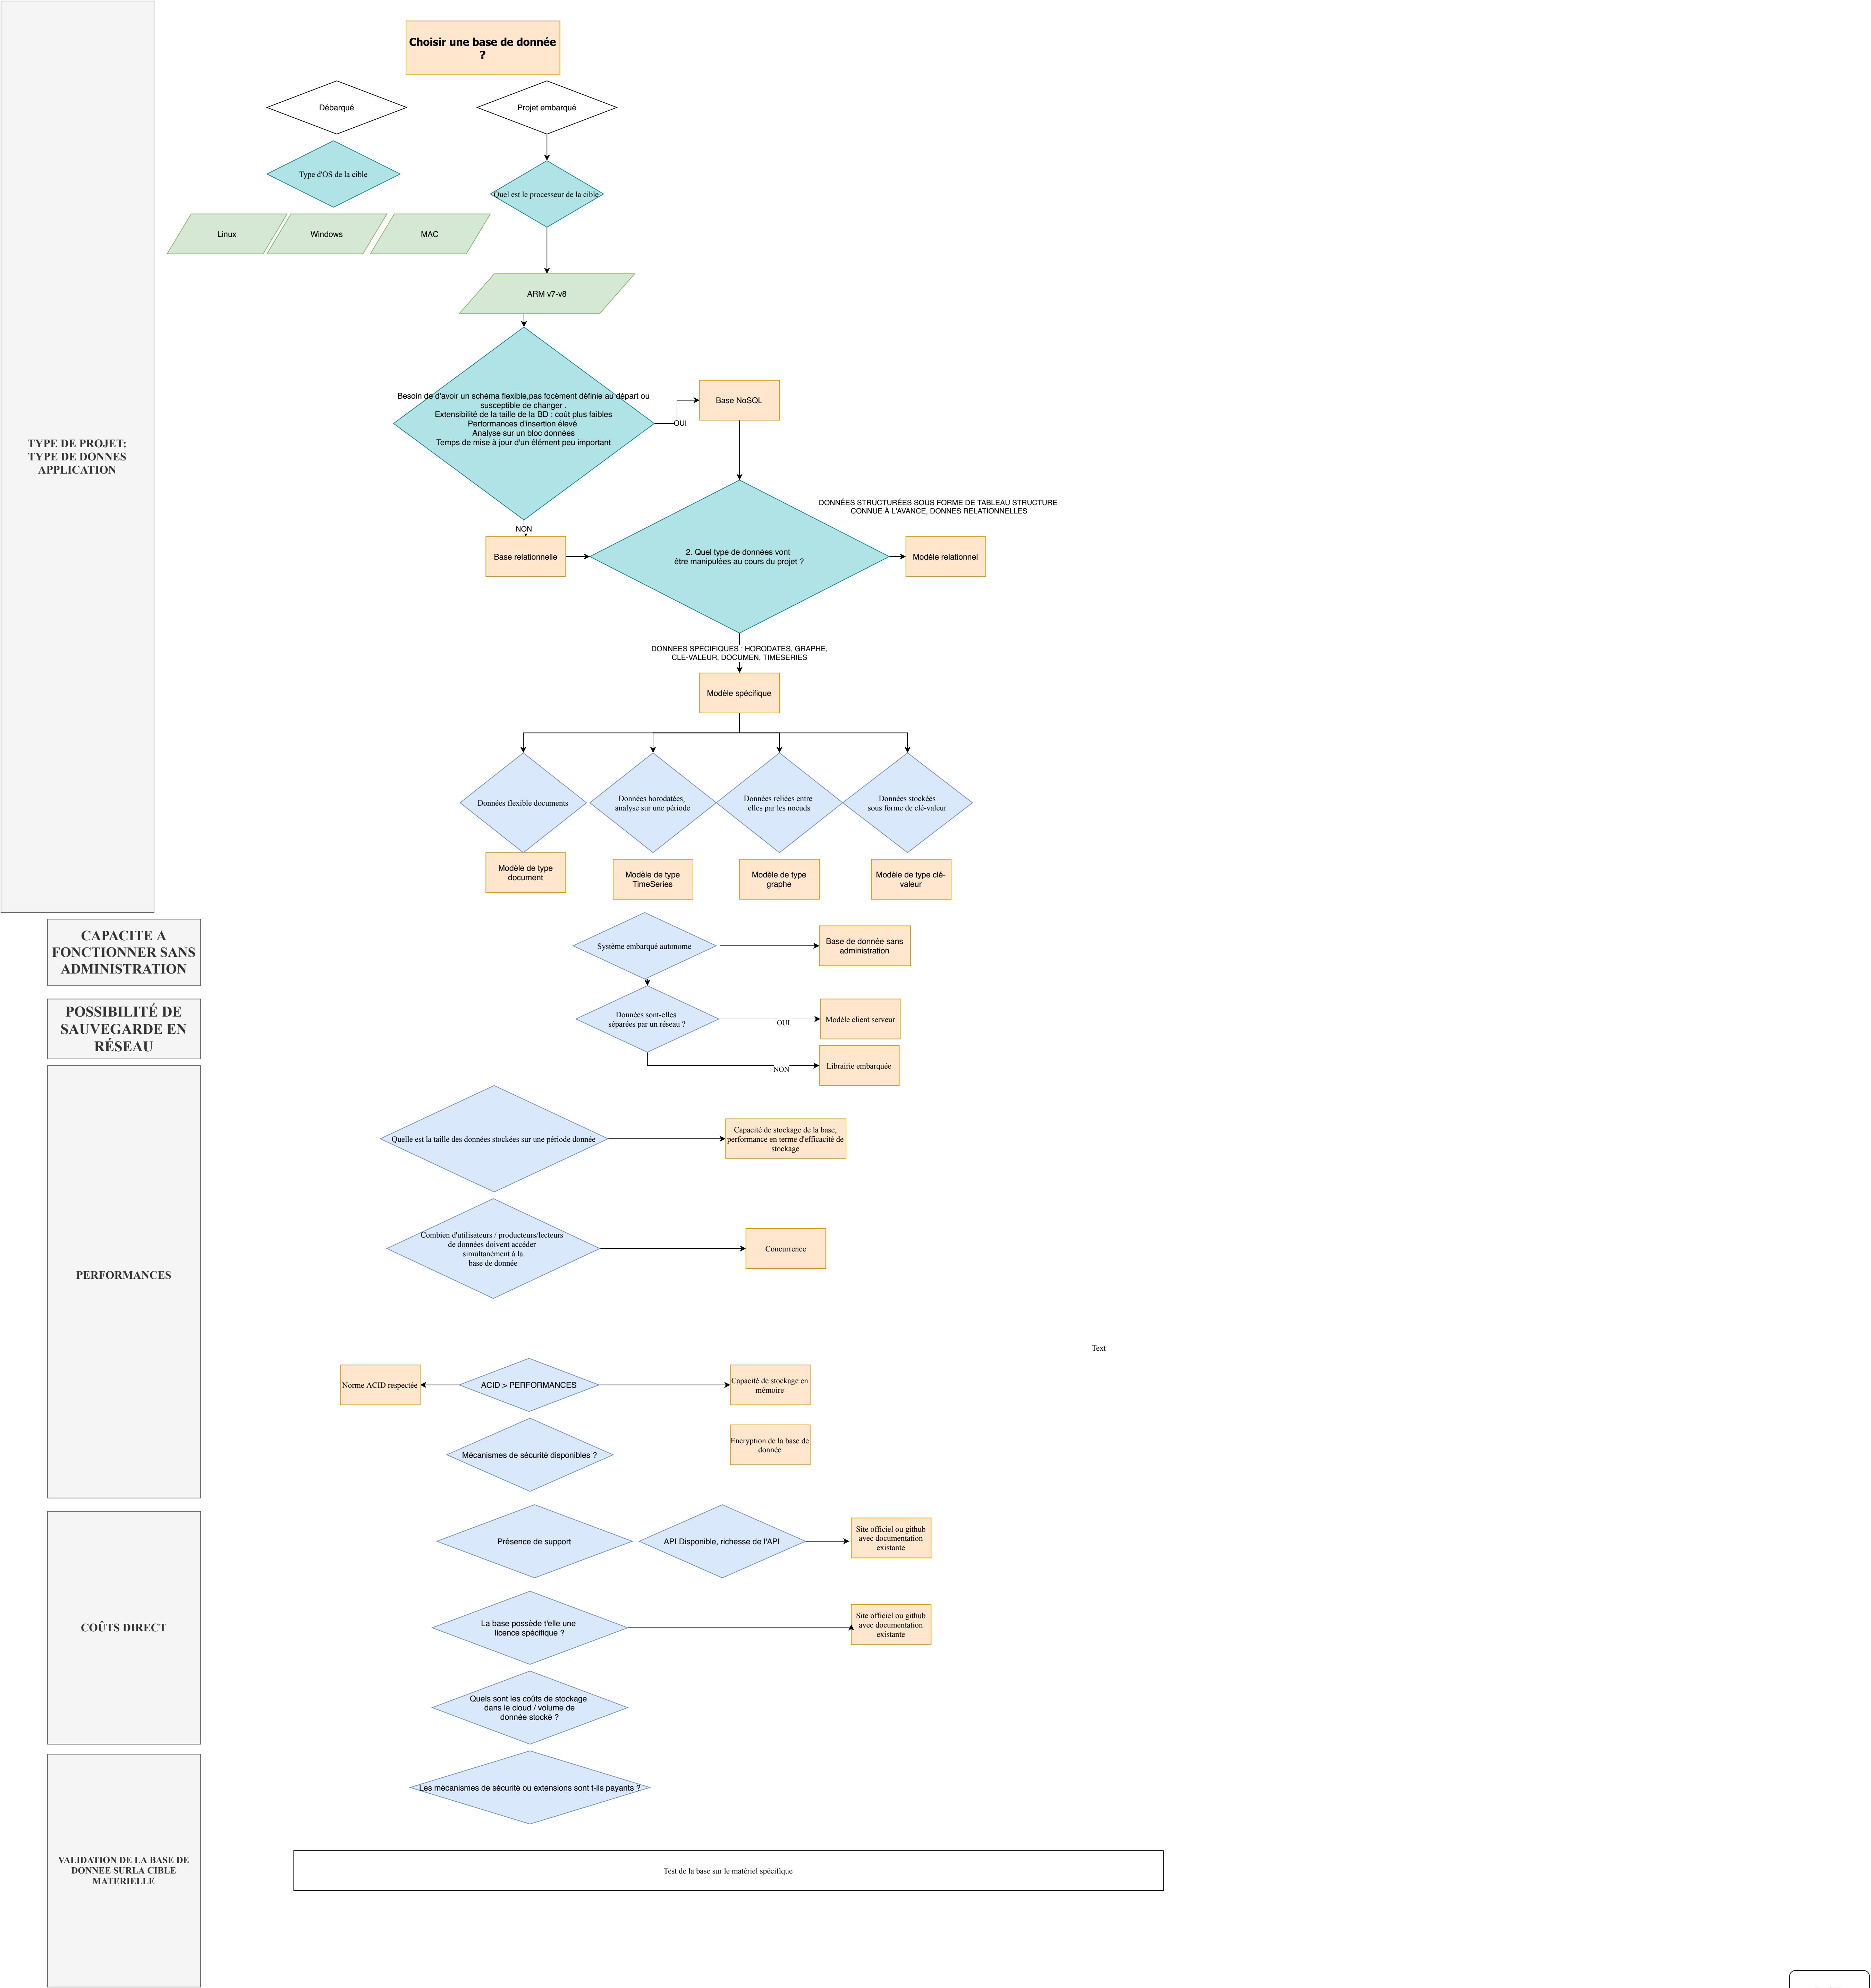 Choisir une base de donnée
?
Débarqué
Projet embarqué
Type d'OS de la cible
Quel est le processeur de la cible
Linux
Windows
MAC
ARM v7-v8
Besoin de d'avoir un schéma flexible,pas focément définie au départ ou
susceptible de changer .
Extensibilité de la taille de la BD : coût plus faibles
Performances d'insertion élevé
Analyse sur un bloc données
Temps de mise à jour d'un élément peu important
OUI
Base NoSQL
TYPE DE PROJET:
TYPE DE DONNES
APPLICATION
DONNÉES STRUCTURÉES SOUS FORME DE TABLEAU STRUCTURE
CONNUE À L'AVANCE, DONNES RELATIONNELLES
NON
Base relationnelle
2. Quel type de données vont
être manipulées au cours du projet ?
Modèle relationnel
DONNEES SPECIFIQUES : HORODATES, GRAPHE,
CLE-VALEUR, DOCUMEN, TIMESERIES
Modèle spécifique
Données flexible documents
Données horodatées,
analyse sur une période
Données reliées entre
elles par les noeuds
Données stockées
sous forme de clé-valeur
Modèle de type
document
Modèle de type
TimeSeries
Modèle de type
graphe
Modèle de type clé-
valeur
CAPACITE A
FONCTIONNER SANS
ADMINISTRATION
Système embarqué autonome
Base de donnée sans
administration
POSSIBILITÉ DE
SAUVEGARDE EN
RÉSEAU
Données sont-elles
séparées par un réseau ?
OUI
Modèle client serveur
NON
Librairie embarquée
Quelle est la taille des données stockées sur une période donnée
Capacité de stockage de la base,
performance en terme d'efficacité de
stockage
Combien d'utilisateurs / producteurs/lecteurs
de données doivent accéder
simultanément à la
base de donnée
Concurrence
PERFORMANCES
Text
Norme ACID respectée
ACID > PERFORMANCES
Capacité de stockage en
mémoire
Mécanismes de sécurité disponibles ?
Encryption de la base de
donnée
Présence de support
API Disponible, richesse de l'API
Site officiel ou github
avec documentation
existante
COÛTS DIRECT
La base possède t'elle une
licence spécifique ?
Site officiel ou github
avec documentation
existante
Quels sont les coûts de stockage
dans le cloud / volume de
donnée stocké ?
Les mécanismes de sécurité ou extensions sont t-ils payants ?
VALIDATION DE LA BASE DE
DONNEE SURLA CIBLE
MATERIELLE
Test de la base sur le matériel spécifique